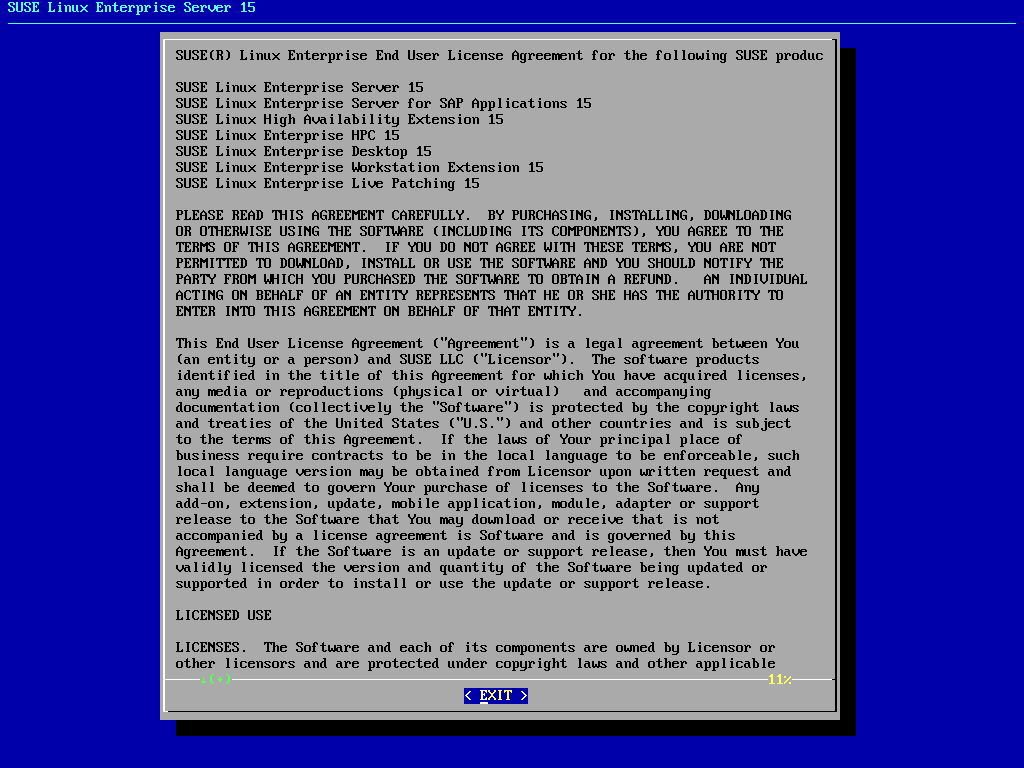 SUSE Linux Enterprise Server 15
SUSE(R) Linux Enterprise End User License Agreement for the following SUSE produc
SUSE Linux Enterprise Server 15
SUSE Linux Enterprise Server for SAP Applications 15
SUSE Linux High Availability Extension 15
SUSE Linux Enterprise HPC 15
SUSE Linux Enterprise Desktop 15
SUSE Linux Enterprise Workstation Extension 15
SUSE Linux Enterprise Live Patching 15
PLEASE READ THIS AGREEMENT CAREFULLY.  BY PURCHASING, INSTALLING, DOWNLOADING
OR OTHERWISE USING THE SOFTWARE (INCLUDING ITS COMPONENTS), YOU AGREE TO THE
TERMS OF THIS AGREEMENT.  IF YOU DO NOT AGREE WITH THESE TERMS, YOU ARE NOT
PERMITTED TO DOWNLOAD, INSTALL OR USE THE SOFTWARE AND YOU SHOULD NOTIFY THE
PARTY FROM WHICH YOU PURCHASED THE SOFTWARE TO OBTAIN A REFUND.   AN INDIVIDUAL
ACTING ON BEHALF OF AN ENTITY REPRESENTS THAT HE OR SHE HAS THE AUTHORITY TO
ENTER INTO THIS AGREEMENT ON BEHALF OF THAT ENTITY.
This End User License Agreement ("Agreement") is a legal agreement between You
(an entity or a person) and SUSE LLC ("Licensor").  The software products
identified in the title of this Agreement for which You have acquired licenses,
any media or reproductions (physical or virtual)   and accompanying
documentation (collectively the "Software") is protected by the copyright laws
and treaties of the United States ("U.S.") and other countries and is subject
to the terms of this Agreement.  If the laws of Your principal place of
business require contracts to be in the local language to be enforceable, such
local language version may be obtained from Licensor upon written request and
shall be deemed to govern Your purchase of licenses to the Software.  Any
add-on, extension, update, mobile application, module, adapter or support
release to the Software that You may download or receive that is not
accompanied by a license agreement is Software and is governed by this
Agreement.  If the Software is an update or support release, then You must have
validly licensed the version and quantity of the Software being updated or
supported in order to install or use the update or support release.
LICENSED USE
LICENSES.  The Software and each of its components are owned by Licensor or
other licensors and are protected under copyright laws and other applicable
↓(+) 11%
< EXIT >